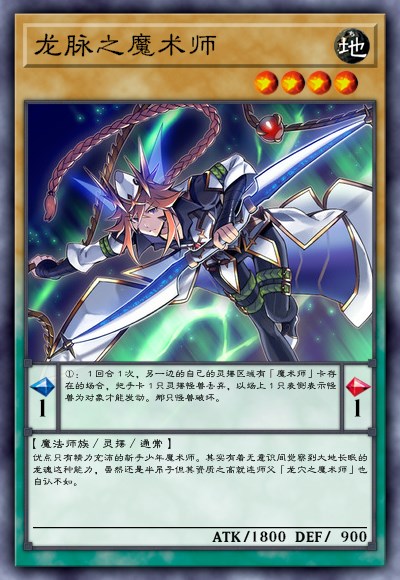 龙脉之魔术师
地
①：1回合1次，另一边的自己的灵摆区域有「魔术师」卡存
在的场合，把手卡1只灵摆怪兽丢弃，以场上1只表侧表示怪
兽为对象才能发动。那只怪兽破坏。
1
1
【魔法师族／灵摆／通常】
优点只有精力充沛的新手少年魔术师。其实有着无意识间觉察到大地长眠的
龙魂这种能力，虽然还是半吊子但其资质之高就连师父「龙穴之魔术师」也
自认不如。
ATK/1800 DEF/ 900